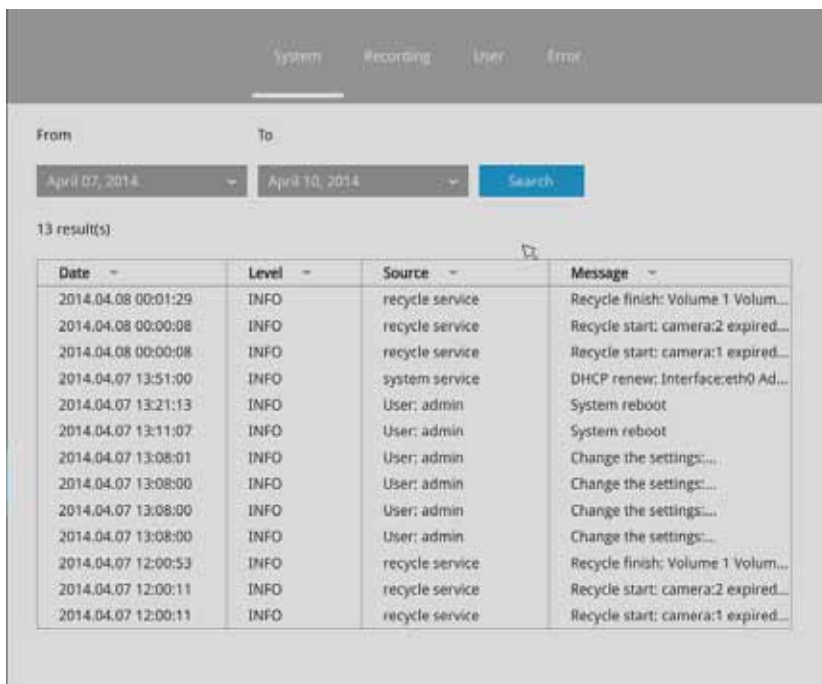 System Recording User Error
From To
April 07, 2014 April 10, 2014 Search
13 result(s)
Date Level Source Message
2014.04.08 00:01:29 INFO recycle service Recycle finish: Volume 1 Volum...
2014.04.08 00:00:08 INFO recycle service Recycle start: camera:2 expired...
2014.04.08 00:00:08 INFO recycle service Recycle start: camera:1 expired...
2014.04.07 13:51:00 INFO system service DHCP renew: Interface:eth0 Ad...
2014.04.07 13:21:13 INFO User: admin System reboot
2014.04.07 13:11:07 INFO User: admin System reboot
2014.04.07 13:08:01 INFO User: admin Change the settings:...
2014.04.07 13:08:00 INFO User: admin Change the settings:...
2014.04.07 13:08:00 INFO User: admin Change the settings:...
2014.04.07 13:08:00 INFO User: admin Change the settings:...
2014.04.07 12:00:53 INFO recycle service Recycle finish: Volume 1 Volum...
2014.04.07 12:00:11 INFO recycle service Recycle start: camera:2 expired...
2014.04.07 12:00:11 INFO recycle service Recycle start: camera:1 expired...